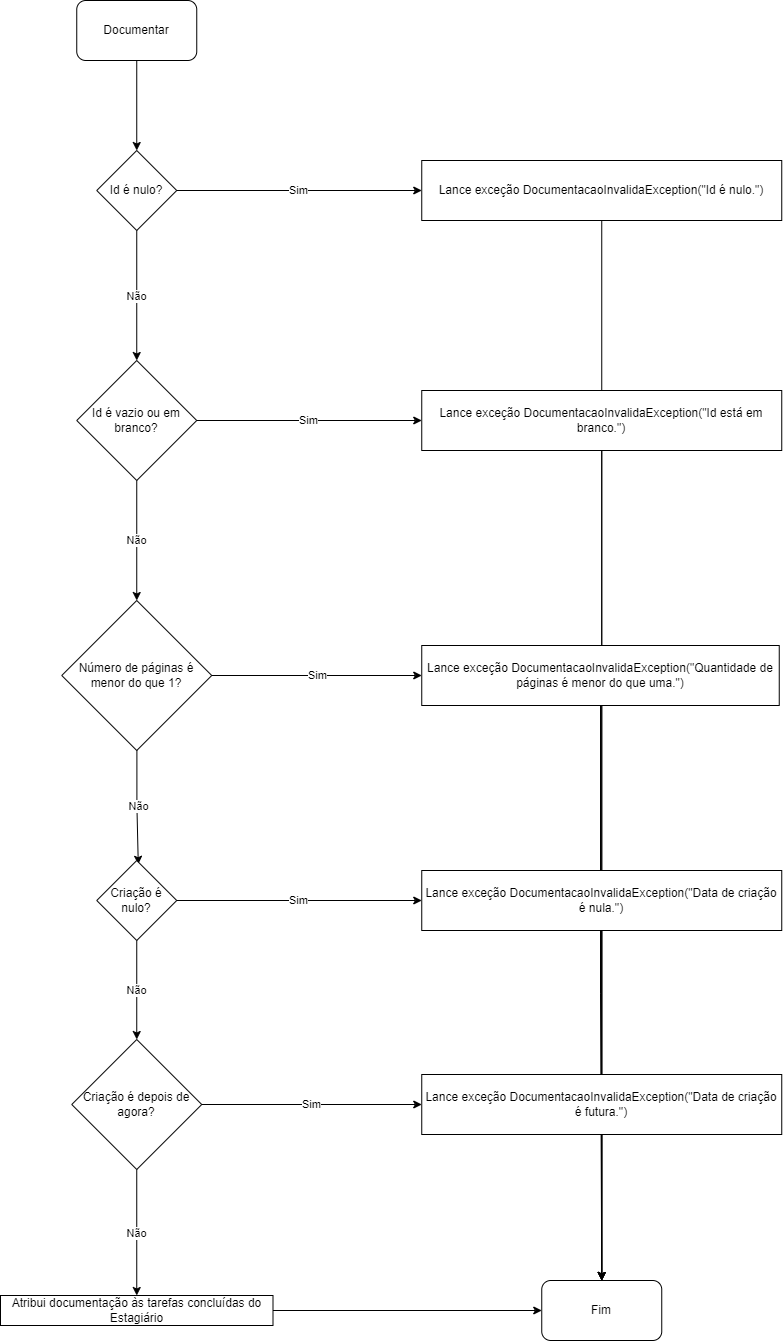 Documentar
Id é nulo?
Sim
Lance exceção DocumentacaoInvalidaException("Id é nulo.")
Não
Id é vazio ou em
branco?
Sim
Lance exceção DocumentacaoInvalidaException("Id está em
branco.")
Não
Número de páginas é
menor do que 1?
Sim
Lance exceção DocumentacaoInvalidaException("Quantidade de
páginas é menor do que uma.")
Não
Criação é
nulo?
Sim
Lance exceção DocumentacaoInvalidaException("Data de criação
é nula.")
Não
Criação é depois de
agora?
Sim
Lance exceção DocumentacaoInvalidaException("Data de criação
é futura.")
Não
Atribui documentação às tarefas concluídas do
Estagiário
Fim